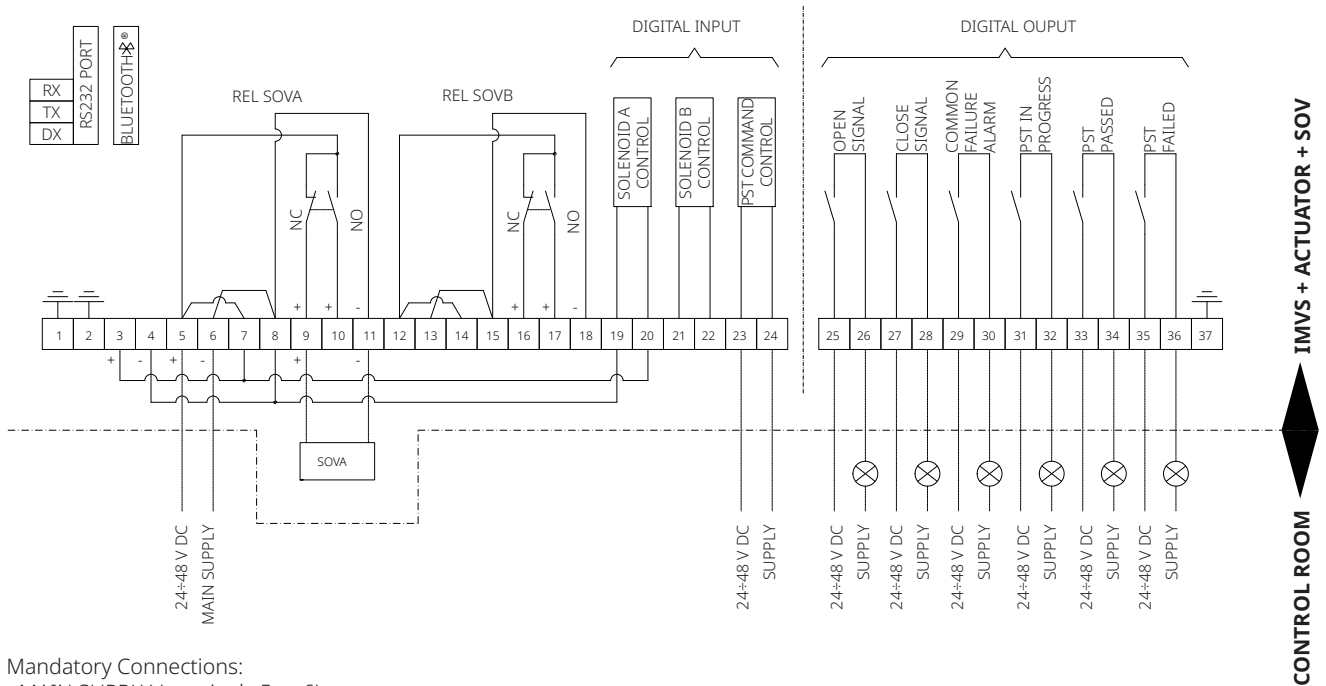 DIGITAL INPUT
DIGITAL OUPUT
RS232 PORT
RX
TX
DX
BLUETOOTH®
REL SOVA
REL SOVB
SOLENOID A
CONTROL
SOLENOID B
CONTROL
PST COMMAND
CONTROL
OPEN
SIGNAL
CLOSE
SIGNAL
COMMON
FAILURE
ALARM
PST IN
PROGRESS
PST
PASSED
PST
FAILED
NC
NO
NC
NO
+ + -
+ + -
1 2 3 4 5 6 7 8 9 10 11 12 13 14 15 16 17 18 19 20 21 22 23 24
25 26 27 28 29 30 31 32 33 34 35 36 37
+ - + - + -
SOVA
24÷48 V DC
MAIN SUPPLY
24÷48 V DC
SUPPLY
24÷48 V DC
SUPPLY
24÷48 V DC
SUPPLY
24÷48 V DC
SUPPLY
24÷48 V DC
SUPPLY
24÷48 V DC
SUPPLY
24÷48 V DC
SUPPLY
IMVS + ACTUATOR + SOV
CONTROL ROOM
Mandatory Connections: